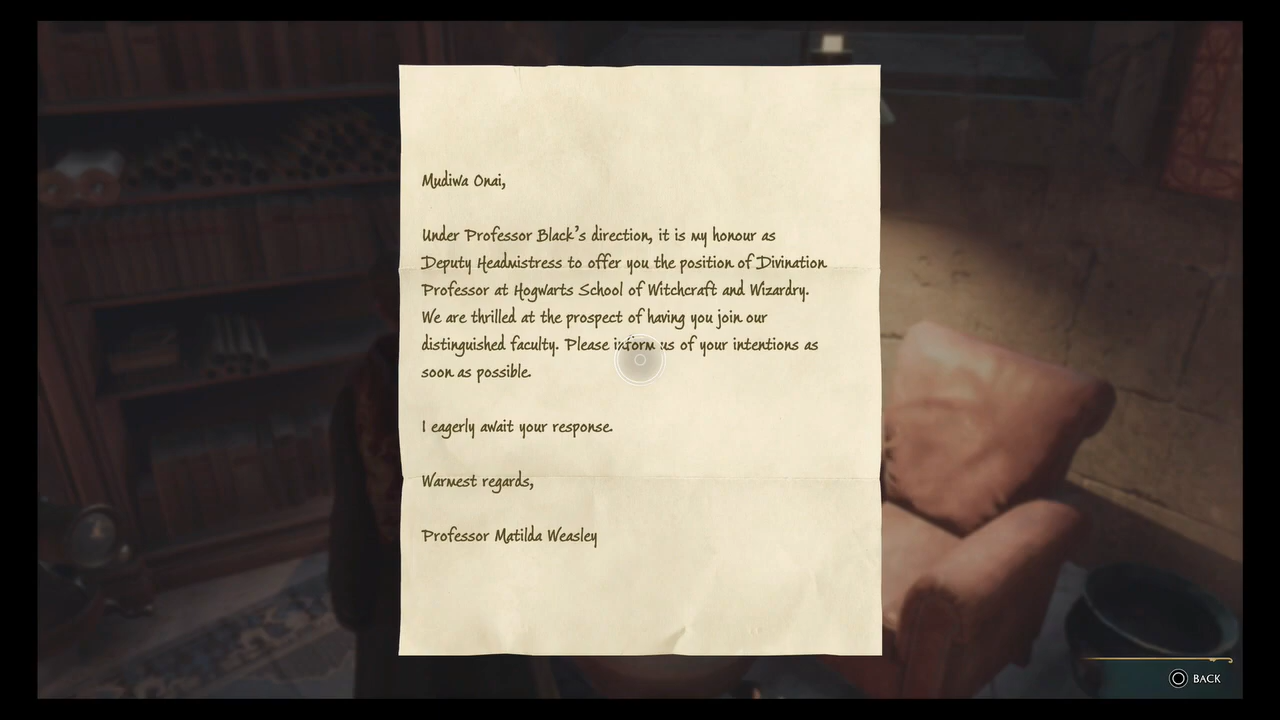 Mudiwa Onai,
Under Professor Black's direction, it is my honour as
Deputy Headmistress to offer you the position of Divination
Professor at Hogwarts School of Witchcraft and Wizardry.
We are thrilled at the prospect of having you join our
distinguished faculty. Please inform us of your intentions as
soon as possible.
I eagerly await your response.
Warmest regards,
Professor Matilda Weasley
BACK